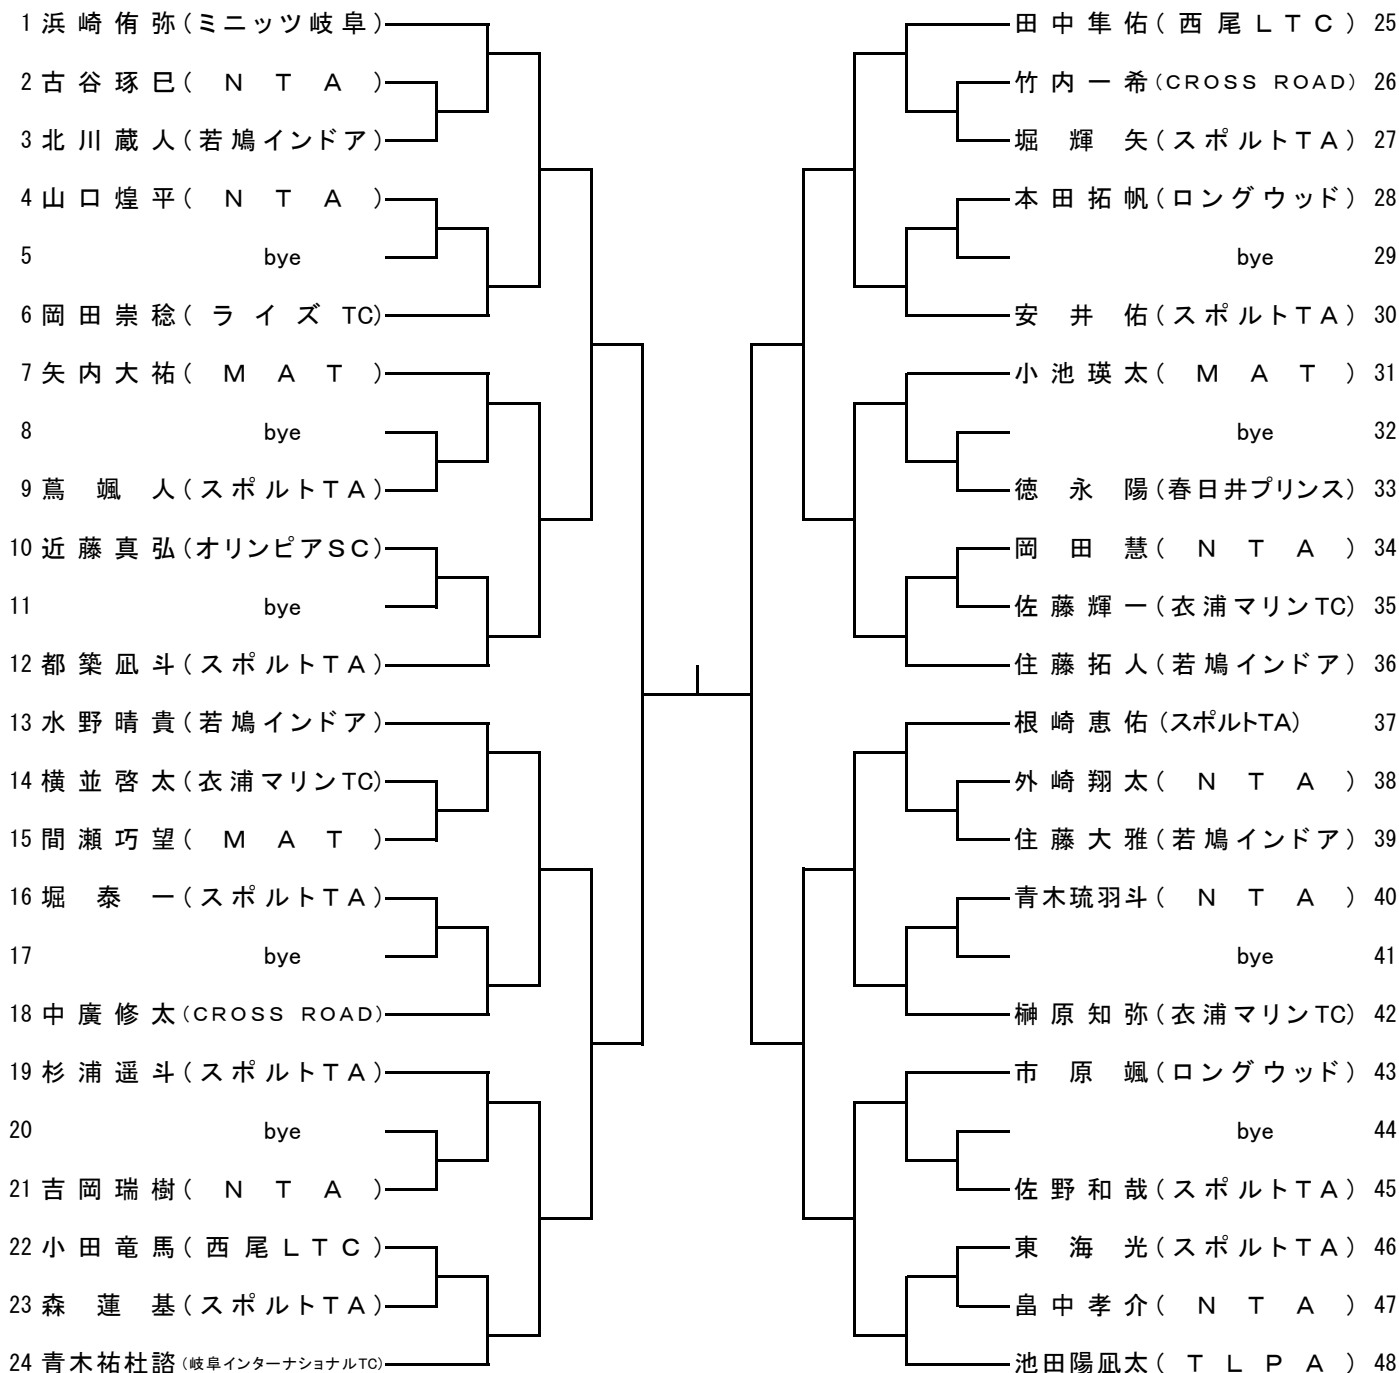 1 浜崎侑弥(ミニッツ岐阜)
2 古谷琢巳(NTA)
3 北川蔵人(若鳩インドア)
4 山口煌平(NTA)
5 bye
6 岡田崇稔(ライズTC)
7 矢内大祐(MAT)
8 bye
9 蔦颯人(スポルトTA)
10 近藤真弘(オリンピアSC)
11 bye
12 都築凪斗(スポルトTA)
13 水野晴貴(若鳩インドア)
14 横並啓太(衣浦マリンTC)
15 間瀬巧望(MAT)
16 堀泰一(スポルトTA)
17 bye
18 中廣修太(CROSS ROAD)
19 杉浦遥斗(スポルトTA)
20 bye
21 吉岡瑞樹(NTA)
22 小田竜馬(西尾LTC)
23 森蓮基(スポルトTA)
24 青木祐杜諮(岐阜インターナショナルTC)
田中隼佑(西尾LTC) 25
竹内一希(CROSS ROAD) 26
堀輝矢(スポルトTA) 27
本田拓帆(ロングウッド) 28
bye 29
安井佑(スポルトTA) 30
小池瑛太(MAT) 31
bye 32
徳永陽(春日井プリンス) 33
岡田慧(NTA) 34
佐藤輝一(衣浦マリンTC) 35
住藤拓人(若鳩インドア) 36
根崎恵佑(スポルトTA) 37
外崎翔太(NTA) 38
住藤大雅(若鳩インドア) 39
青木琉羽斗(NTA) 40
bye 41
榊原知弥(衣浦マリンTC) 42
市原颯(ロングウッド) 43
bye 44
佐野和哉(スポルトTA) 45
東海光(スポルトTA) 46
畠中孝介(NTA) 47
池田陽凪太(TLPA) 48